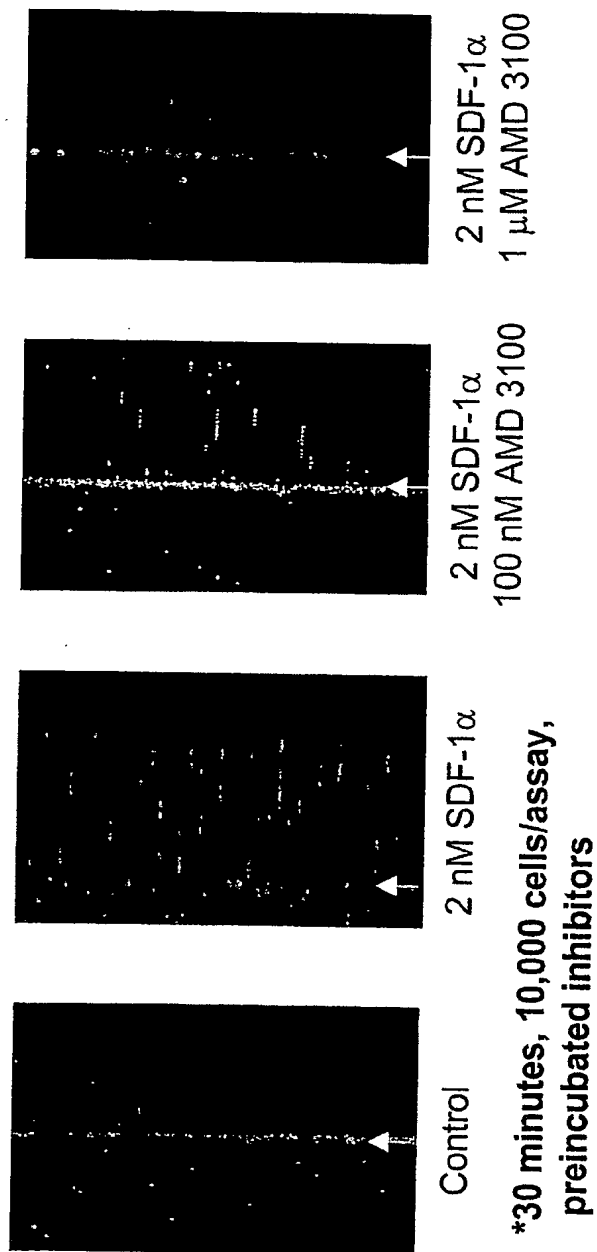 Control
2 nM SDF-1α
2 nM SDF-1α
100 nM AMD 3100
2 nM SDF-1α
1 μM AMD 3100
*30 minutes, 10,000 cells/assay,
preincubated inhibitors